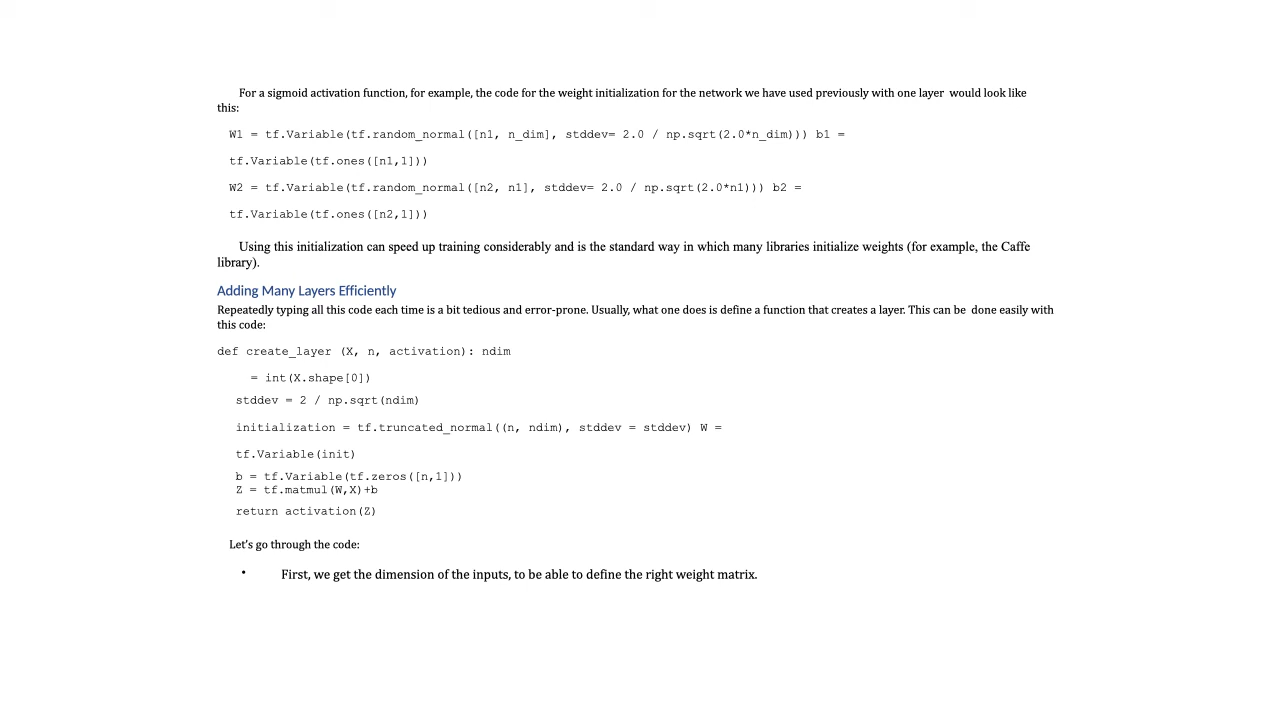 For a sigmoid activation function, for example, the code for the weight initialization for the network we have used previously with one layer would look like
this:
W1 = tf.Variable(tf.random_normal([n1, n_dim], stddev= 2.0 / np.sqrt(2.0*n_dim))) b1 =
tf.Variable(tf.ones([n1,1]))
W2 = tf.Variable(tf.random_normal([n2, n1], stddev= 2.0 / np.sqrt(2.0*n1))) b2 =
tf.Variable(tf.ones([n2,1]))
Using this initialization can speed up training considerably and is the standard way in which many libraries initialize weights (for example, the Caffe
library).
Adding Many Layers Efficiently
Repeatedly typing all this code each time is a bit tedious and error-prone. Usually, what one does is define a function that creates a layer. This can be done easily with
this code:
def create_layer (X, n, activation): ndim
= int(X.shape[0])
stddev = 2 / np.sqrt(ndim)
initialization = tf.truncated_normal((n, ndim), stddev = stddev) W =
tf.Variable(init)
b = tf.Variable(tf.zeros([n,1]))
Z = tf.matmul(W,X)+b
return activation(Z)
Let's go through the code:
• First, we get the dimension of the inputs, to be able to define the right weight matrix.